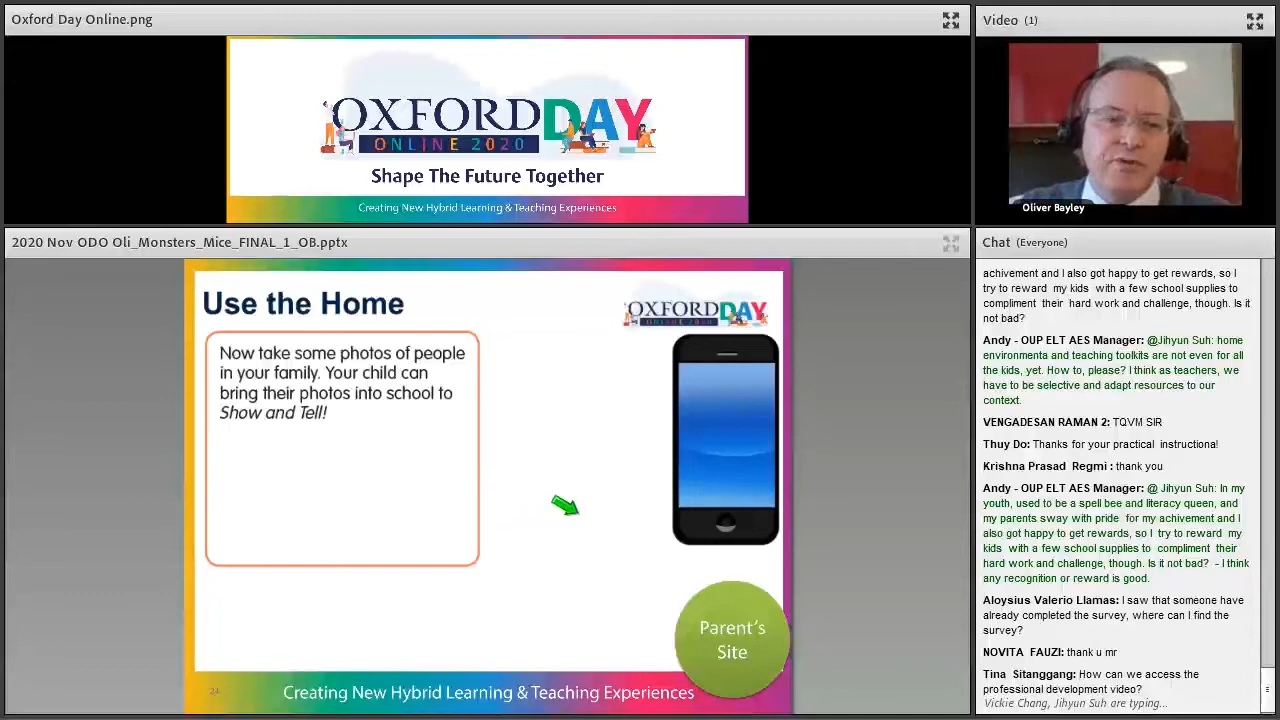 Oxford Day Online.png
OXFORD DAY
ONLINE 2020
Shape The Future Together
Creating New Hybrid Learning & Teaching Experiences
Video (1)
Oliver Bayley
2020 Nov ODO Oli_Monsters_Mice_FINAL_1_OB.pptx
Use the Home
OXFORD DAY
ONLINE 2020
Now take some photos of people
in your family. Your child can
bring their photos into school to
Show and Tell!
Parent's
Site
24
Creating New Hybrid Learning & Teaching Experiences
Chat (Everyone)
achivement and I also got happy to get rewards, so I
try to reward my kids with a few school supplies to
compliment their hard work and challenge, though. Is it
not bad?
Andy - OUP ELT AES Manager: @Jihyun Suh: home
environments and teaching toolkits are not even for all
the kids, yet. How to, please? I think as teachers, we
have to be selective and adapt resources to our
context.
VENGADESAN RAMAN 2: TQVM SIR
Thuy Do: Thanks for your practical instructiona!
Krishna Prasad Regmi : thank you
Andy - OUP ELT AES Manager: @ Jihyun Suh: In my
youth, used to be a spell bee and literacy queen, and
my parents sway with pride for my achivement and I
also got happy to get rewards, so I try to reward my
kids with a few school supplies to compliment their
hard work and challenge, though. Is it not bad? - I think
any recognition or reward is good.
Aloysius Valerio Llamas: I saw that someone have
already completed the survey, where can I find the
survey?
NOVITA FAUZI: thank u mr
Tina Sitanggang: How can we access the
professional development video?
Vickie Chang, Jihyun Suh are typing...